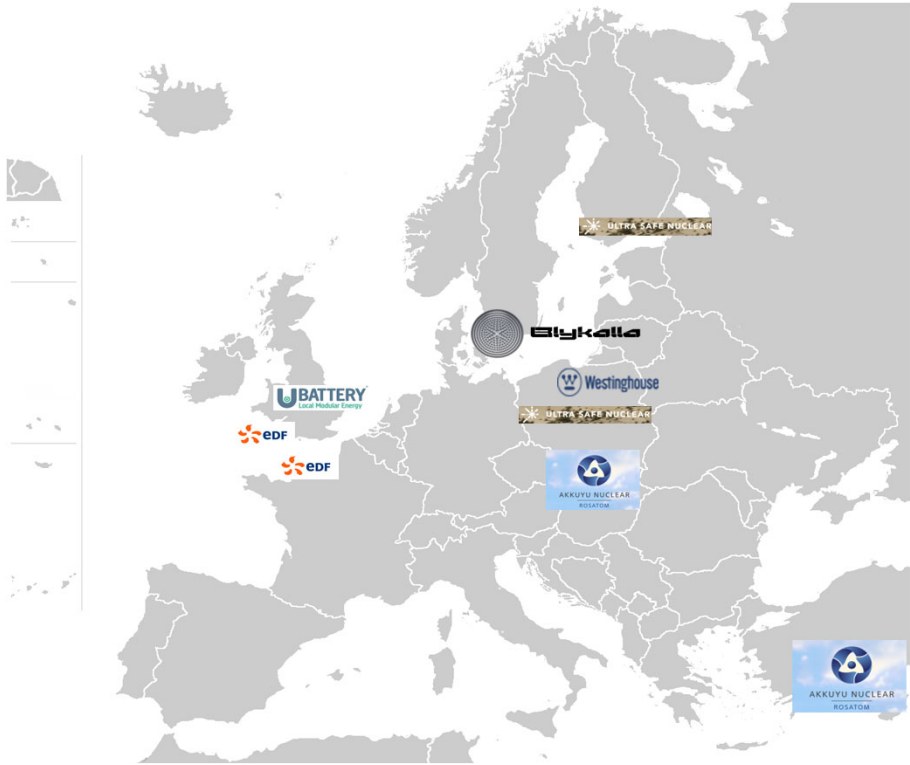 ULTRA SAFE NUCLEAR
Blykalla
Westinghouse
UBATTERY
Local Modular Energy
ULTRA SAFE NUCLEAR
eDF
eDF
AKKUYU NUCLEAR
ROSATOM
AKKUYU NUCLEAR
ROSATOM